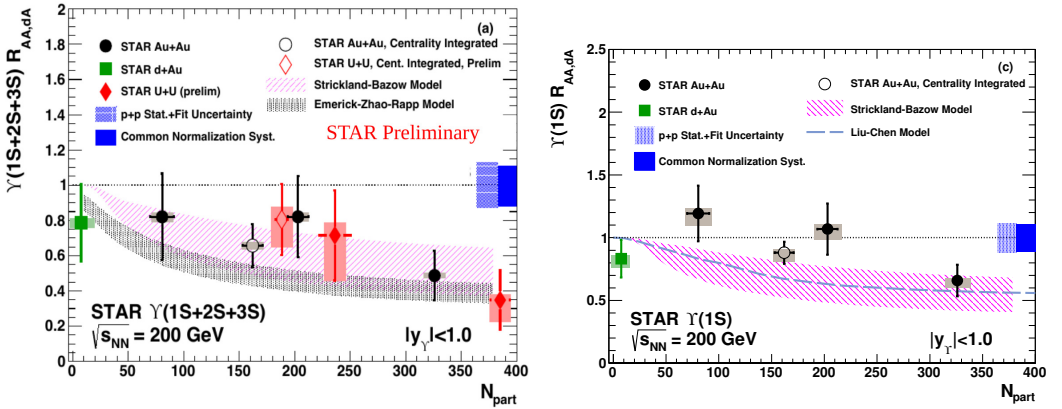 (a)
Υ(1S+2S+3S) R_AA,dA
2
1.8
1.6
1.4
1.2
1
0.8
0.6
0.4
0.2
0
STAR Au+Au
STAR d+Au
STAR U+U (prelim)
p+p Stat.+Fit Uncertainty
Common Normalization Syst.
STAR Au+Au, Centrality Integrated
STAR U+U, Cent. Integrated, Prelim
Strickland-Bazow Model
Emerick-Zhao-Rapp Model
STAR Preliminary
STAR Υ(1S+2S+3S)
√s_NN = 200 GeV
|y_Υ|<1.0
0 50 100 150 200 250 300 350 400
N_part
(c)
Υ(1S) R_AA,dA
2.5
2
1.5
1
0.5
0
STAR Au+Au
STAR d+Au
p+p Stat.+Fit Uncertainty
Common Normalization Syst.
STAR Au+Au, Centrality Integrated
Strickland-Bazow Model
Liu-Chen Model
STAR Υ(1S)
√s_NN = 200 GeV
|y_Υ|<1.0
0 50 100 150 200 250 300 350 400
N_part